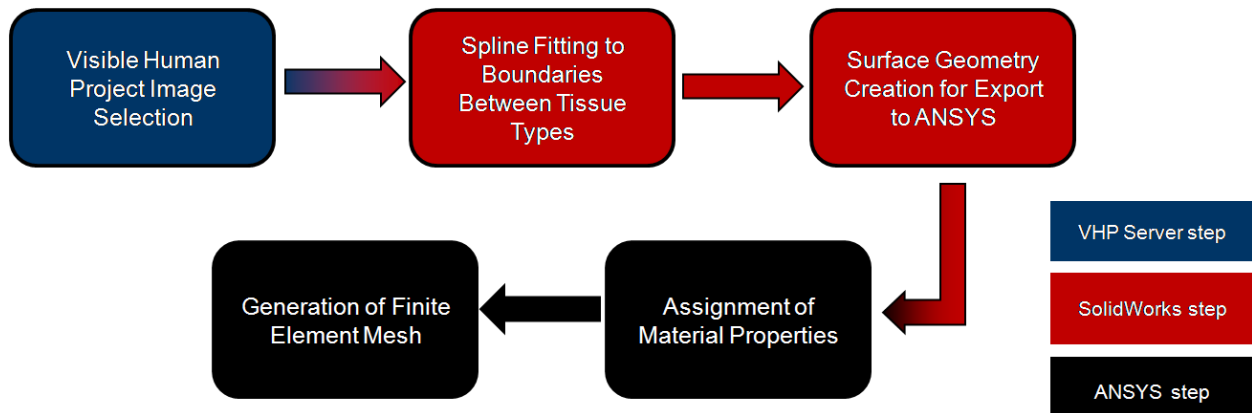 Visible Human
Project Image
Selection
Spline Fitting to
Boundaries
Between Tissue
Types
Surface Geometry
Creation for Export
to ANSYS
Generation of Finite
Element Mesh
Assignment of
Material Properties
VHP Server step
SolidWorks step
ANSYS step